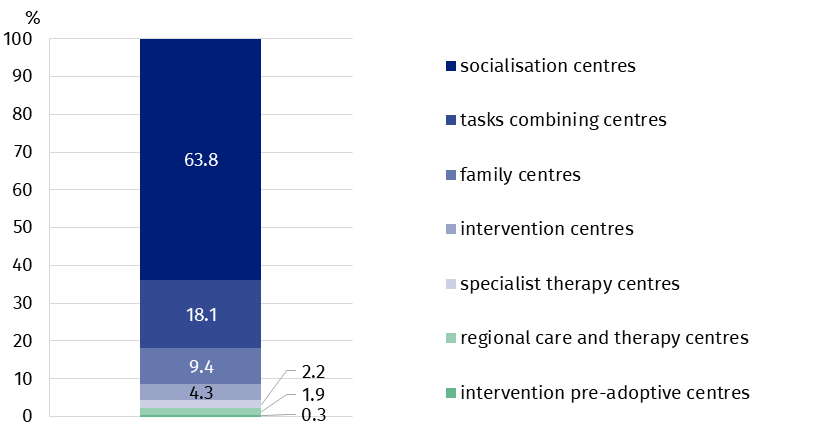 %
100
90
80
70
60
50
40
30
20
10
0
63.8
18.1
9.4
4.3
2.2
1.9
0.3
socialisation centres
tasks combining centres
family centres
intervention centres
specialist therapy centres
regional care and therapy centres
intervention pre-adoptive centres